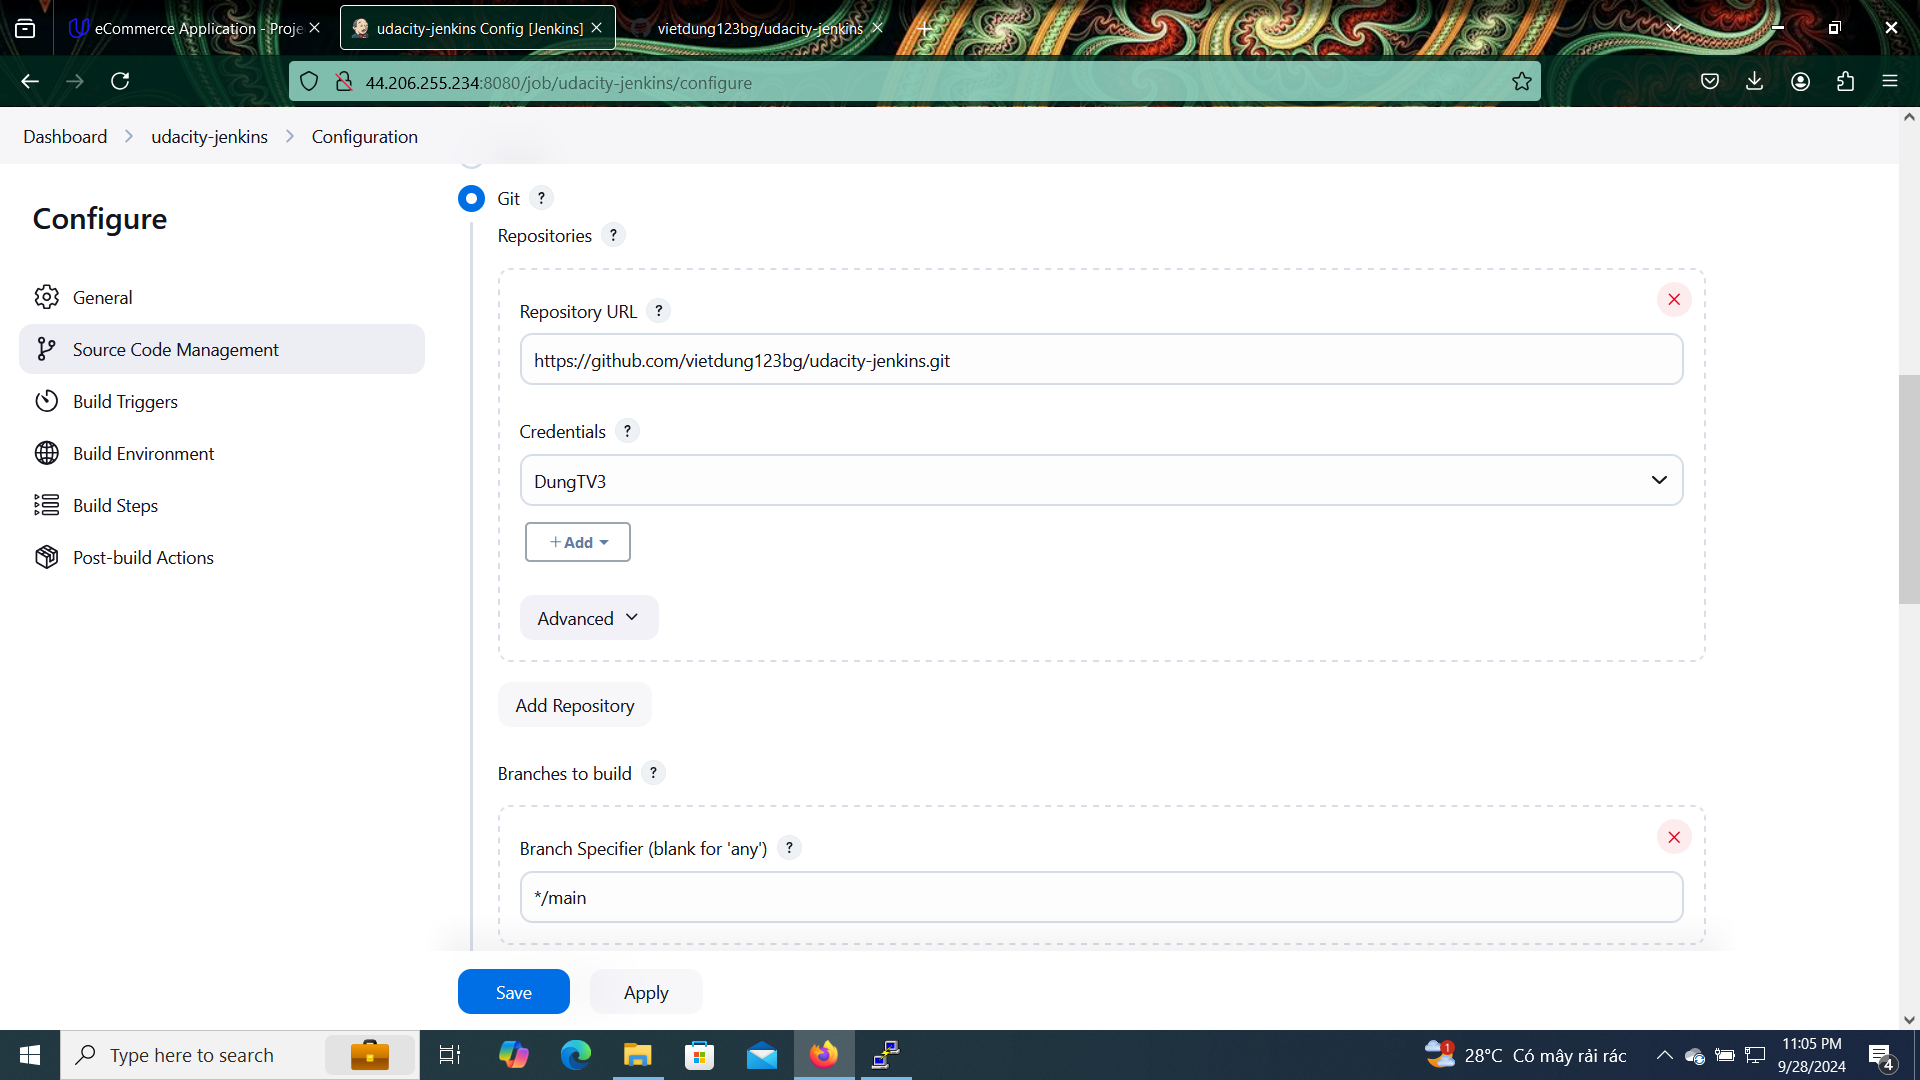 eCommerce Application - Proje
udacity-jenkins Config [Jenkins]
vietdung123bg/udacity-jenkins
44.206.255.234:8080/job/udacity-jenkins/configure
Dashboard
udacity-jenkins
Configuration
Configure
General
Source Code Management
Build Triggers
Build Environment
Build Steps
Post-build Actions
Git ?
Repositories ?
Repository URL ?
https://github.com/vietdung123bg/udacity-jenkins.git
Credentials ?
DungTV3
+ Add
Advanced
Add Repository
Branches to build ?
Branch Specifier (blank for 'any') ?
*/main
Save
Apply
Type here to search
1
28°C Có mây rải rác
11:05 PM
9/28/2024
4